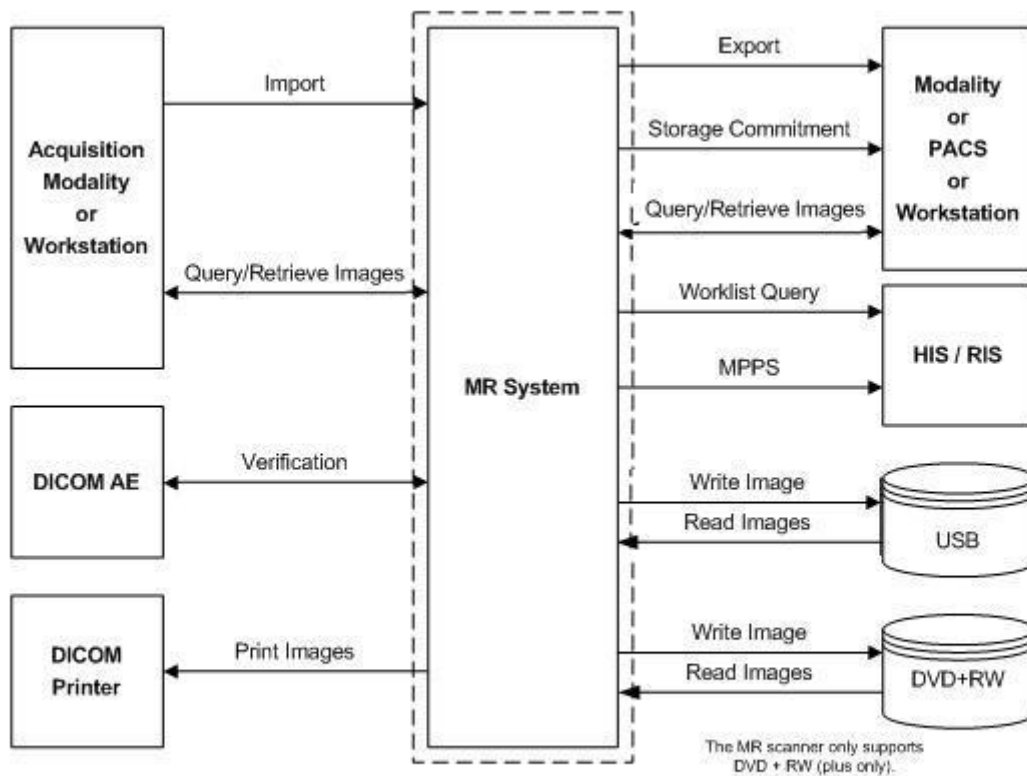 Acquisition
Modality
or
Workstation
Import
Query/Retrieve Images
DICOM AE
Verification
DICOM
Printer
Print Images
MR System
Export
Storage Commitment
Query/Retrieve Images
Modality
or
PACS
or
Workstation
Worklist Query
MPPS
HIS / RIS
Write Image
Read Images
USB
Write Image
Read Images
DVD+RW
The MR scanner only supports
DVD + RW (plus only).